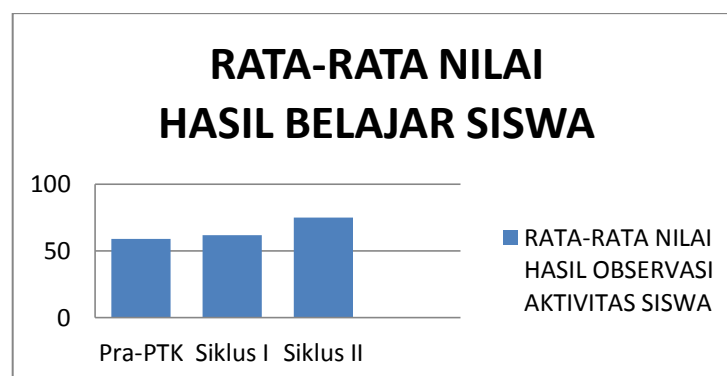 RATA-RATA NILAI
HASIL BELAJAR SISWA
100
50
0
Pra-PTK Siklus I Siklus II
RATA-RATA NILAI
HASIL OBSERVASI
AKTIVITAS SISWA